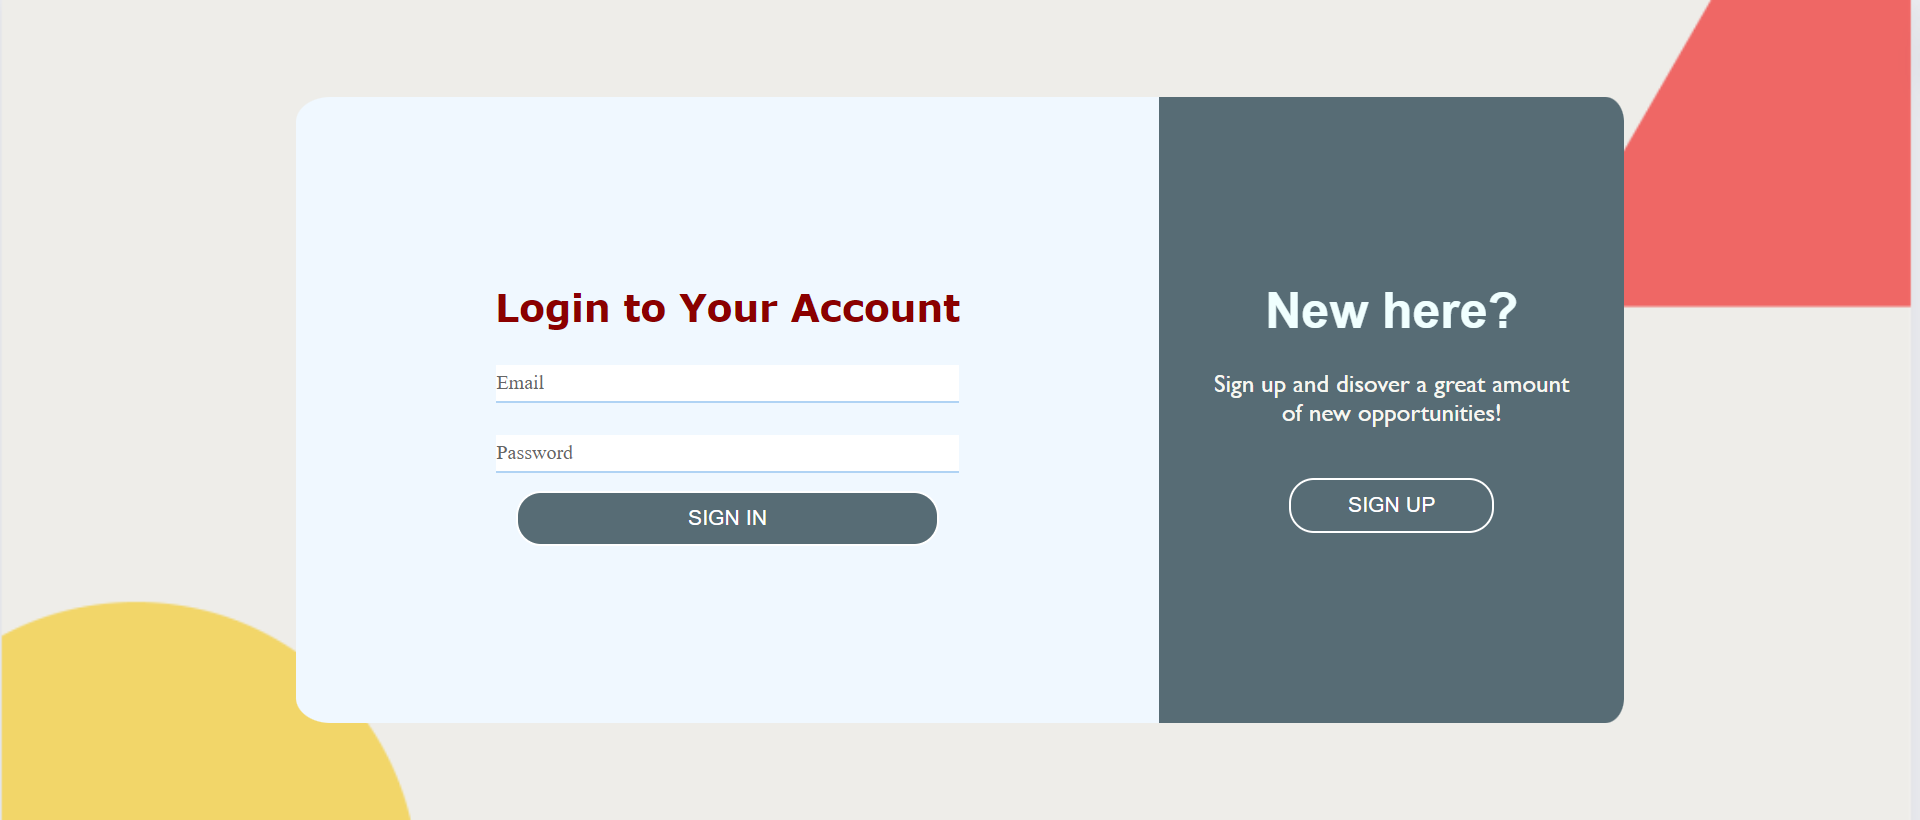 Login to Your Account
Email
Password
SIGN IN
New here?
Sign up and disover a great amount
of new opportunities!
SIGN UP